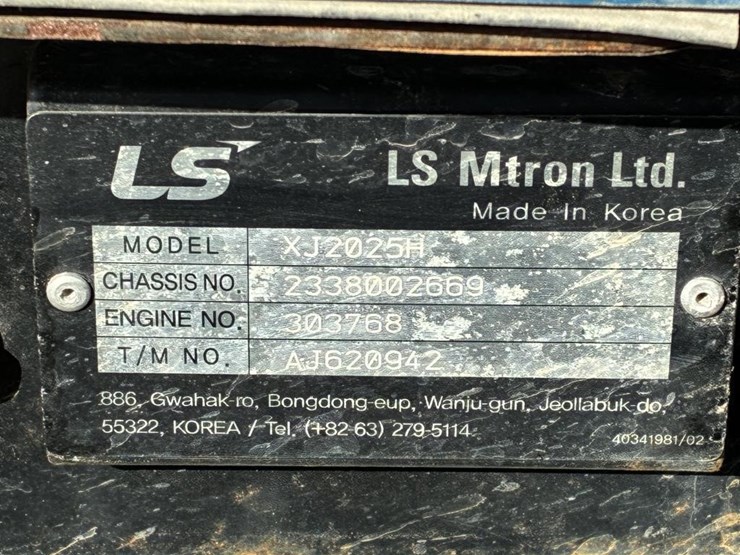 LS LS Mtron Ltd.
Made In Korea
MODEL XJ2025H
CHASSIS NO. 2338002669
ENGINE NO. 303768
T/M NO. AJ620942
886, Gwahak-ro, Bongdong-eup, Wanju-gun, Jeollabuk-do,
55322, KOREA / Tel. (+82-63) 279-5114
40341981/02